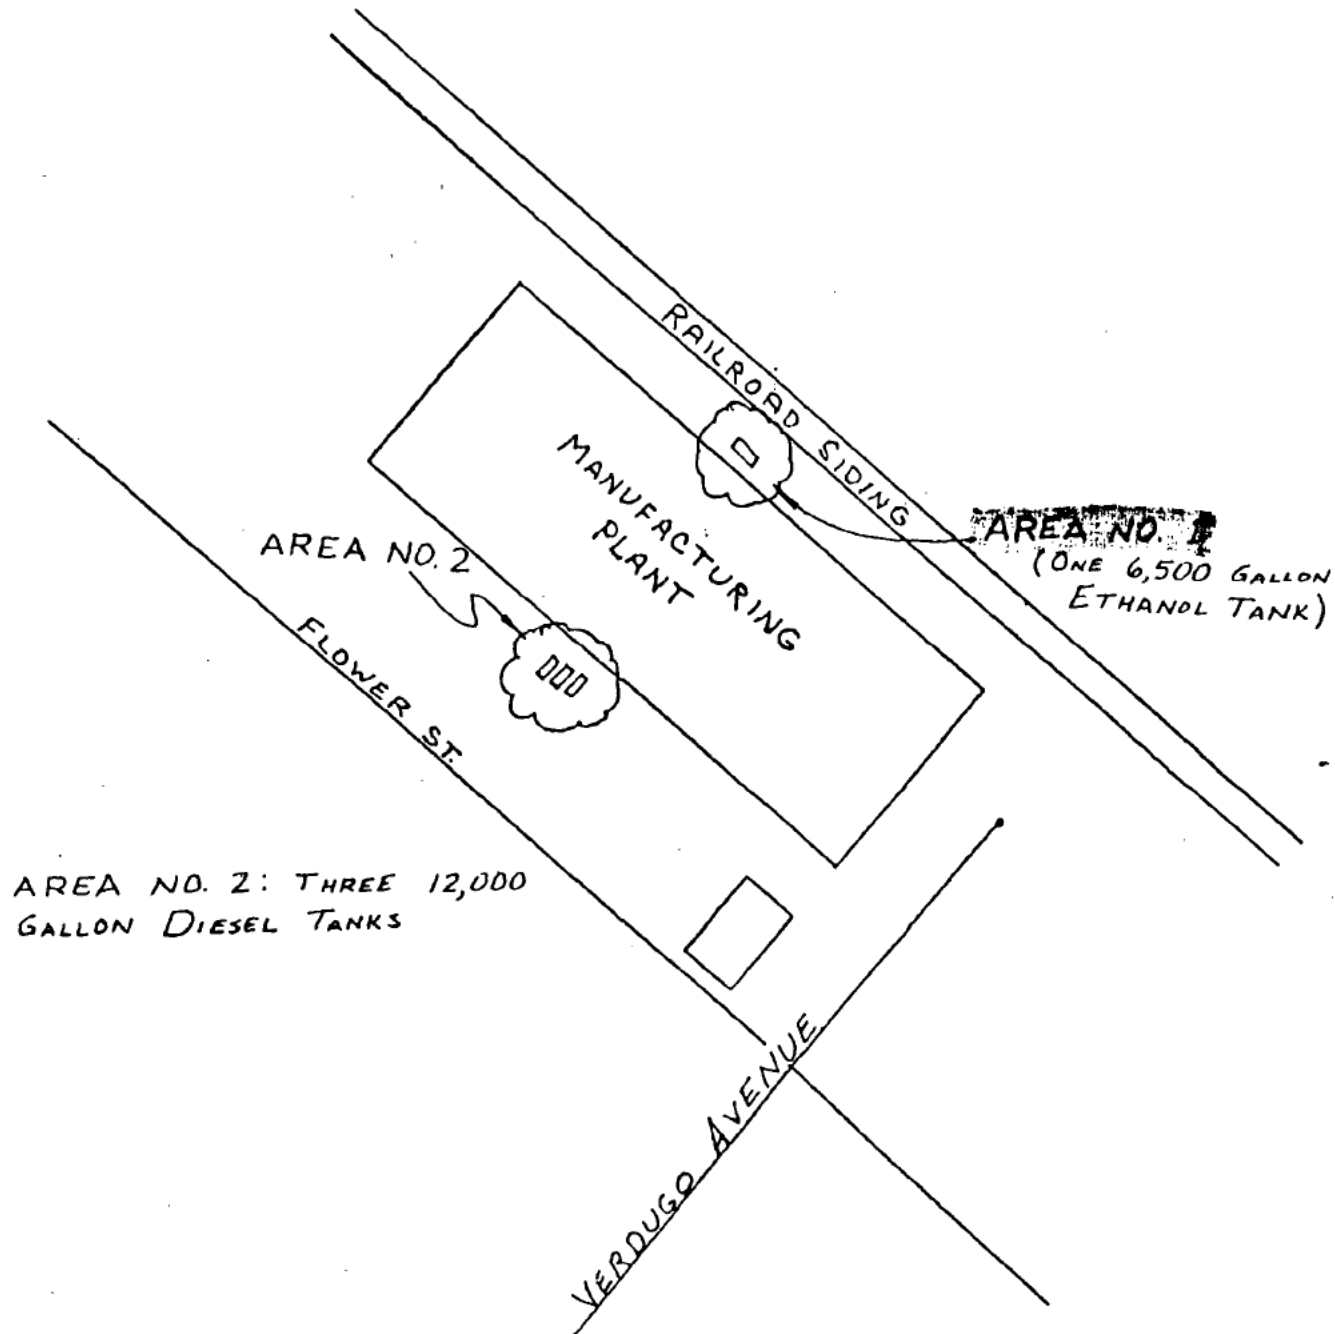 RAILROAD SIDING
MANUFACTURING
PLANT
AREA NO. 1
(ONE 6,500 GALLON
ETHANOL TANK)
AREA NO. 2
FLOWER ST.
AREA NO. 2: THREE 12,000
GALLON DIESEL TANKS
VERDUGO AVENUE